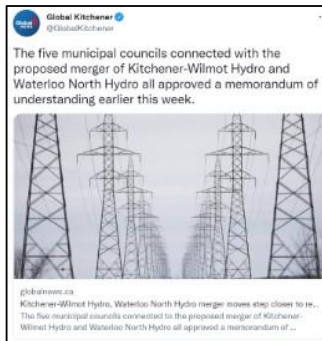 Global Kitchener
@GlobalKitchener
The five municipal councils connected with the
proposed merger of Kitchener-Wilmot Hydro and
Waterloo North Hydro all approved a memorandum of
understanding earlier this week.
globalnews.ca
Kitchener-Wilmot Hydro, Waterloo North Hydro merger moves step closer to re...
The five municipal councils connected to the proposed merger of Kitchener-
Wilmot Hydro and Waterloo North Hydro all approved a memorandum of ...